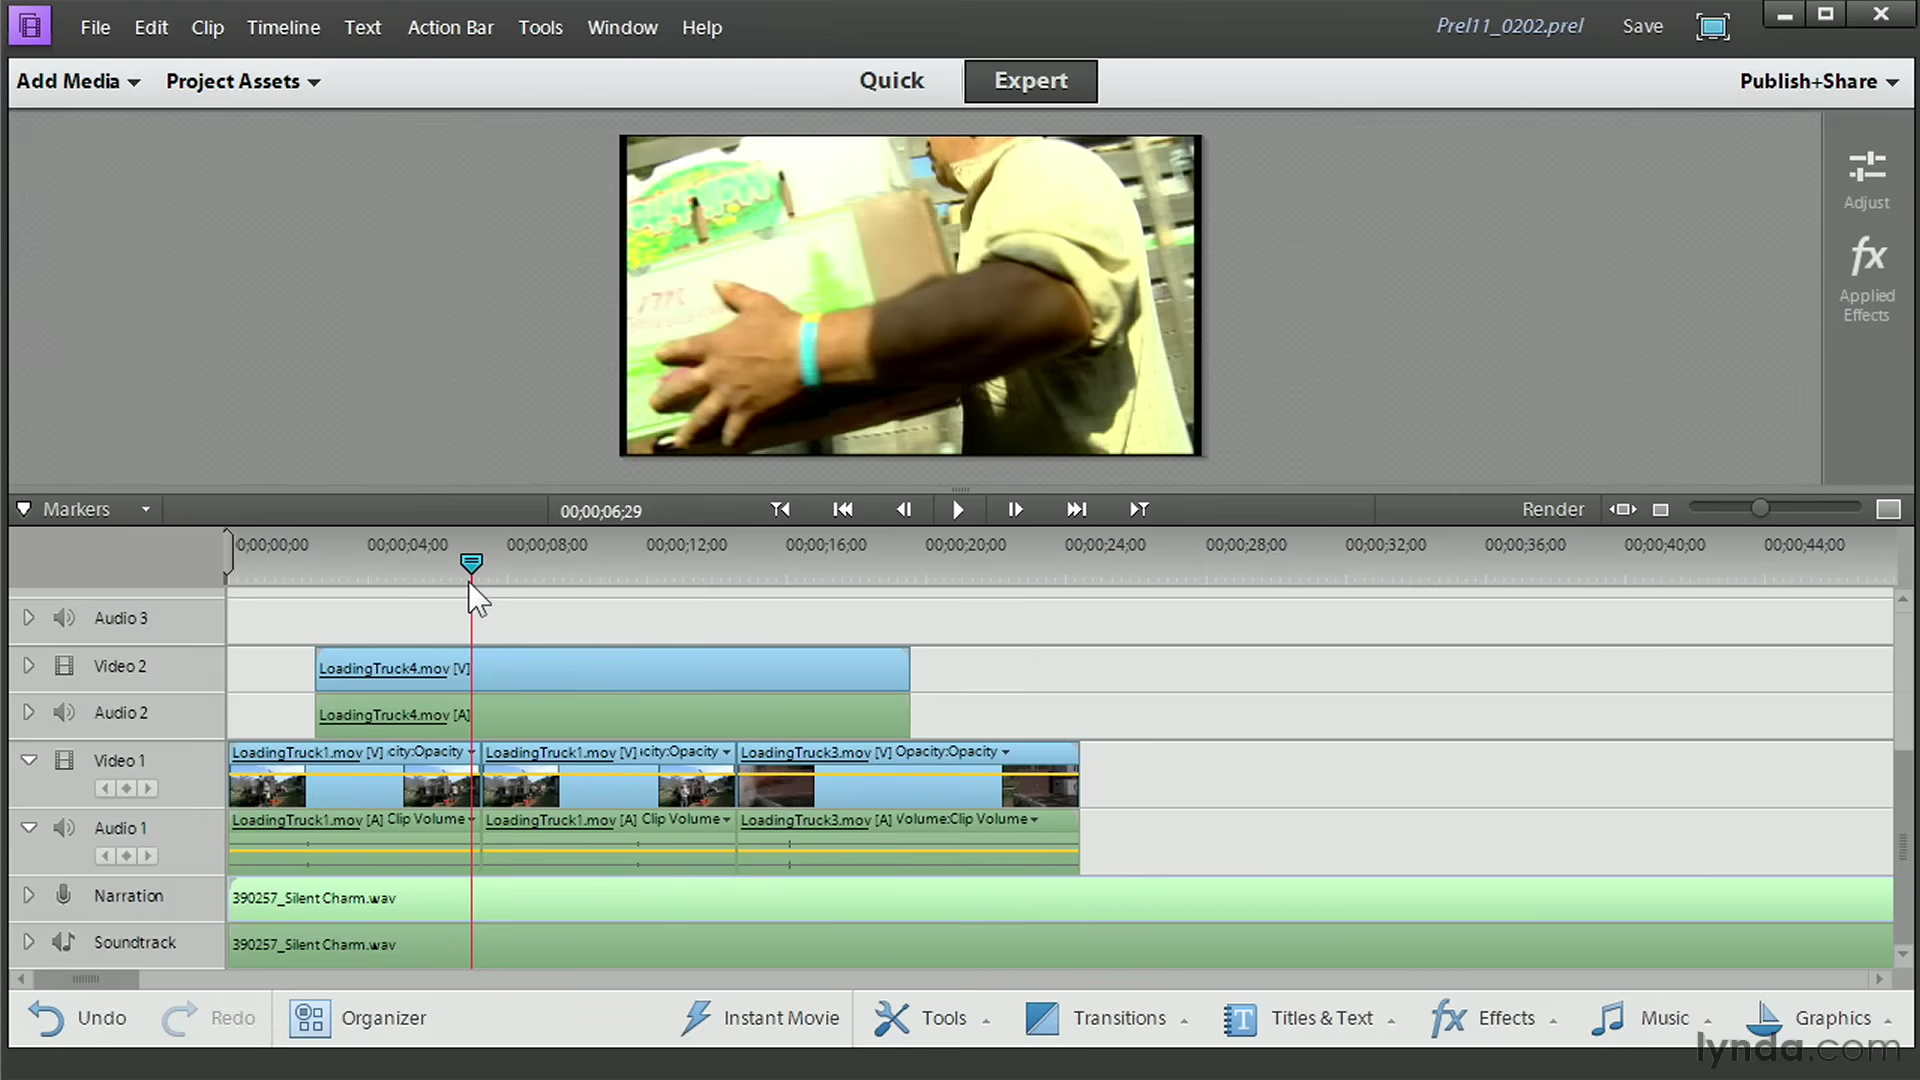 File Edit Clip Timeline Text Action Bar Tools Window Help Prel11_0202.prel Save
Add Media Project Assets Quick Expert Publish+Share
Adjust
fx
Applied
Effects
Markers 00;00;06;29 Render
0;00;00;00 00;00;04;00 00;00;08;00 00;00;12;00 00;00;16;00 00;00;20;00 00;00;24;00 00;00;28;00 00;00;32;00 00;00;36;00 00;00;40;00 00;00;44;00
Audio 3
Video 2 LoadingTruck4.mov [V]
Audio 2 LoadingTruck4.mov [A]
LoadingTruck1.mov [V] :city:Opacity LoadingTruck1.mov [V] :city:Opacity LoadingTruck3.mov [V] Opacity:Opacity
Video 1
LoadingTruck1.mov [A] Clip Volume LoadingTruck1.mov [A] Clip Volume LoadingTruck3.mov [A] Volume:Clip Volume
Audio 1
Narration 390257_Silent Charm.wav
Soundtrack 390257_Silent Charm.wav
Undo Redo Organizer Instant Movie Tools Transitions T Titles & Text fx Effects Music Graphics
lynda.com